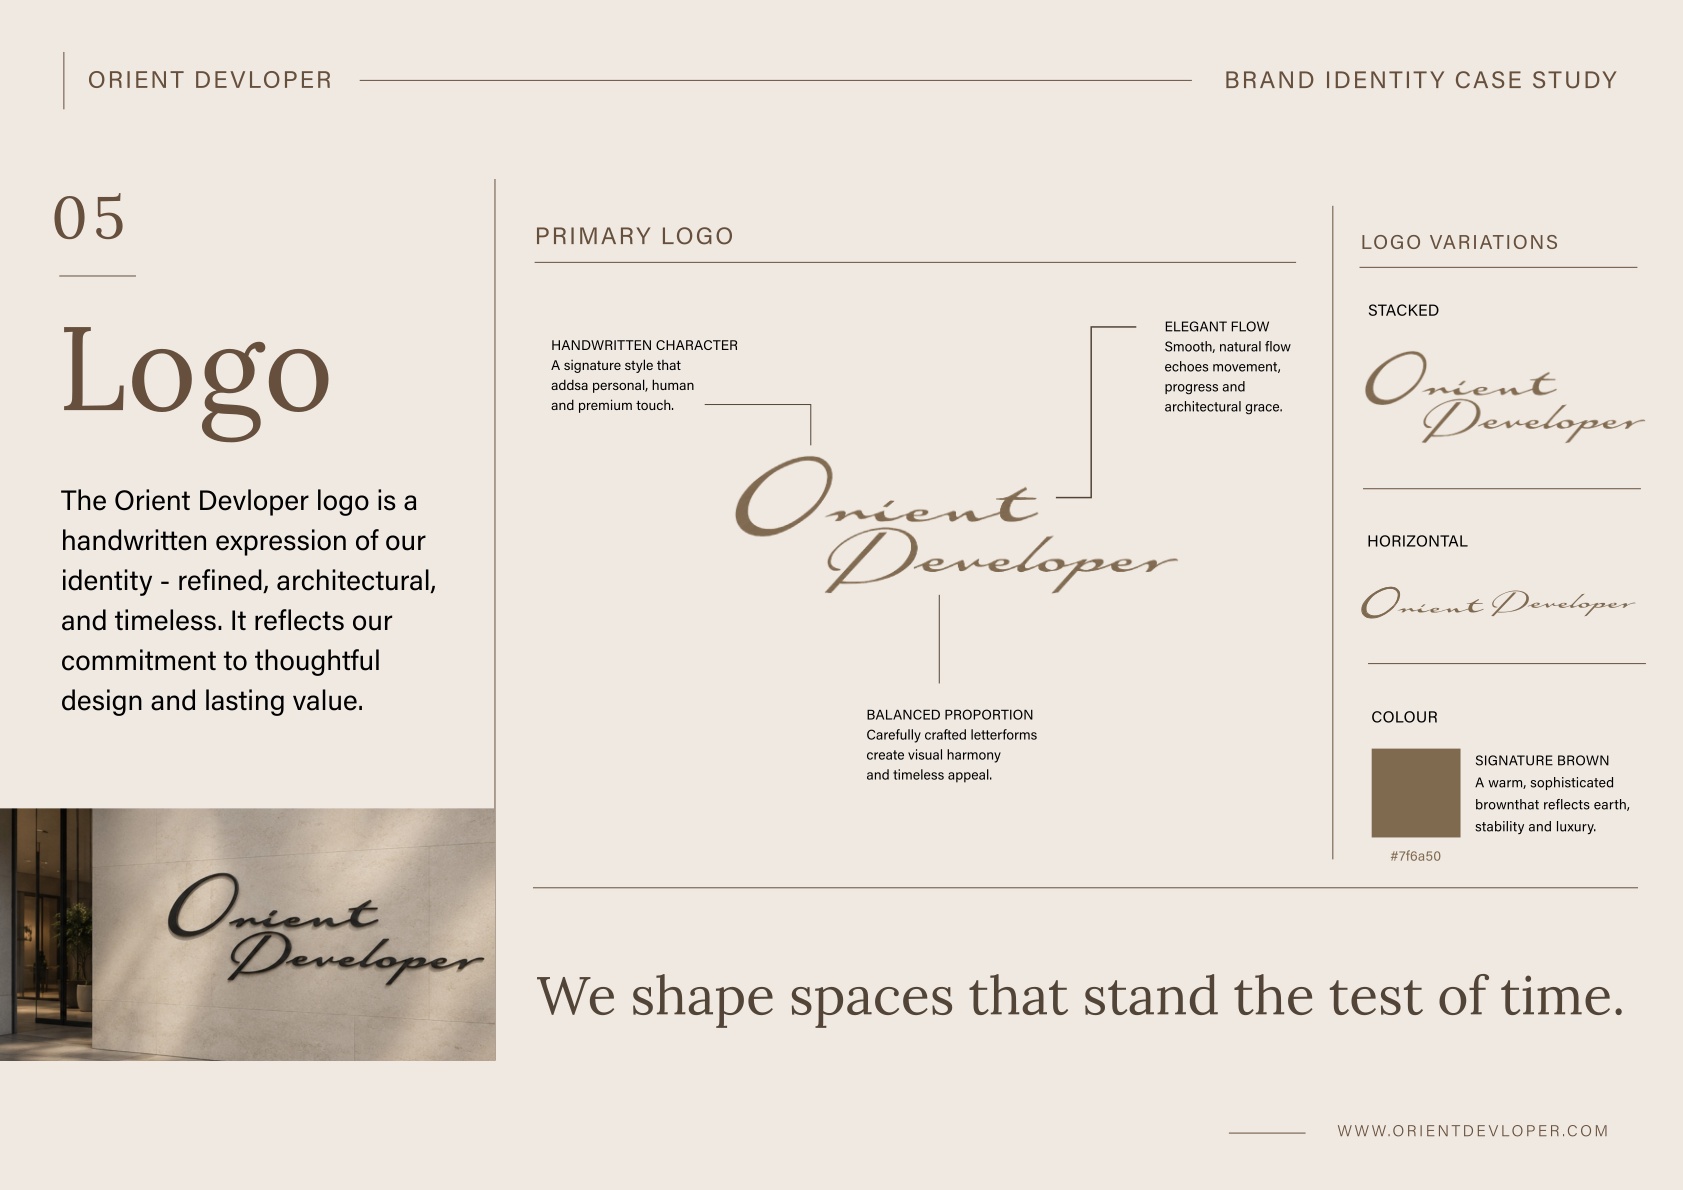 ORIENT DEVLOPER
BRAND IDENTITY CASE STUDY
05
Logo
The Orient Devloper logo is a
handwritten expression of our
identity - refined, architectural,
and timeless. It reflects our
commitment to thoughtful
design and lasting value.
Orient
Developer
PRIMARY LOGO
HANDWRITTEN CHARACTER
A signature style that
addsa personal, human
and premium touch.
ELEGANT FLOW
Smooth, natural flow
echoes movement,
progress and
architectural grace.
Orient
Developer
BALANCED PROPORTION
Carefully crafted letterforms
create visual harmony
and timeless appeal.
LOGO VARIATIONS
STACKED
Orient
Developer
HORIZONTAL
Orient Developer
COLOUR
SIGNATURE BROWN
A warm, sophisticated
brownthat reflects earth,
stability and luxury.
#7f6a50
We shape spaces that stand the test of time.
WWW.ORIENTDEVLOPER.COM